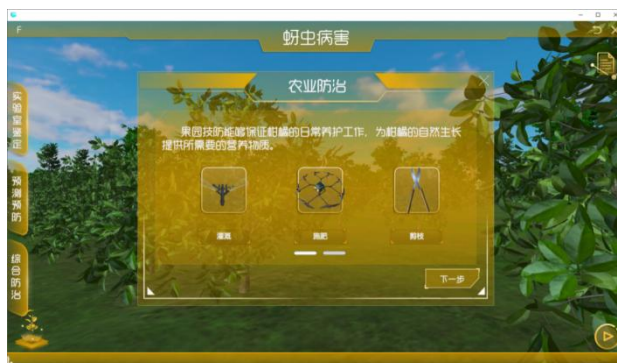 F
蚜虫病害
农业防治
实验室鉴定
果园技防能够保证柑橘的日常养护工作,为柑橘的自然生长
提供所需要的营养物质。
预测预防
灌溉
施肥
剪枝
综合防治
下一步